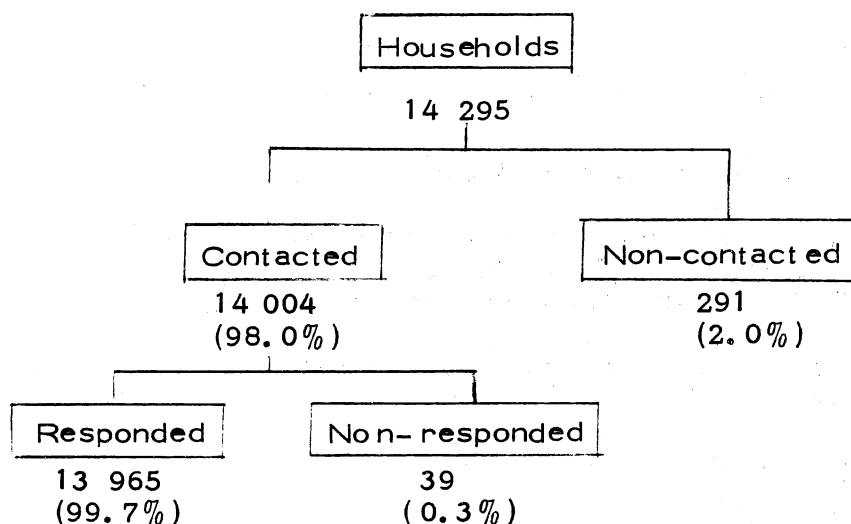 Households
14 295
Contacted
14 004
(98.0%)
Non-contacted
291
(2.0%)
Responded
13 965
(99.7%)
Non-responded
39
(0.3%)